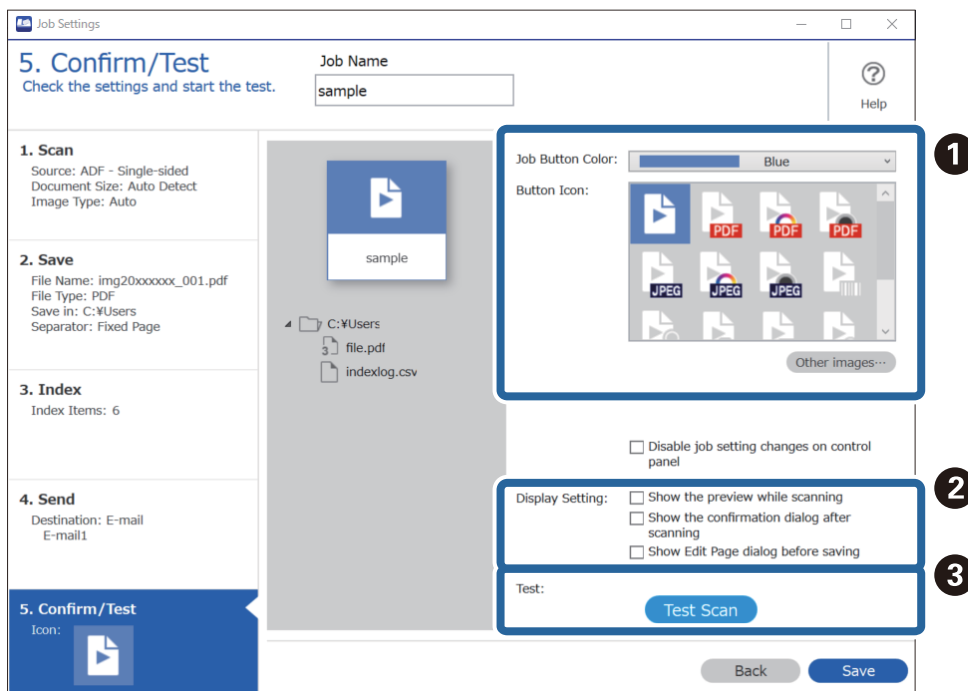 Job Settings
5. Confirm/Test
Check the settings and start the test.
Job Name
sample
Help
1. Scan
Source: ADF - Single-sided
Document Size: Auto Detect
Image Type: Auto
2. Save
File Name: img20xxxxxx_001.pdf
File Type: PDF
Save in: C:¥Users
Separator: Fixed Page
3. Index
Index Items: 6
4. Send
Destination: E-mail
E-mail1
5. Confirm/Test
Icon:
sample
C:¥Users
3 file.pdf
indexlog.csv
1
Job Button Color: Blue
Button Icon:
PDF PDF PDF
JPEG JPEG JPEG
Other images···
Disable job setting changes on control
panel
2
Display Setting: Show the preview while scanning
Show the confirmation dialog after
scanning
Show Edit Page dialog before saving
3
Test:
Test Scan
Back Save